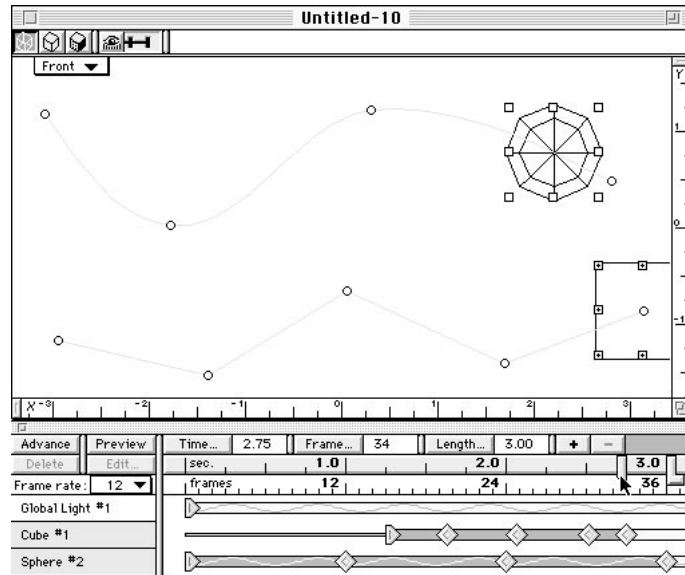 Untitled-10
Front
Y
1
0
-1
X -3 -2 -1 0 1 2 3
Advance Preview Time... 2.75 Frame... 34 Length... 3.00 + -
Delete Edit... sec. 1.0 2.0 3.0
Frame rate: 12 frames 12 24 36
Global Light #1
Cube #1
Sphere #2